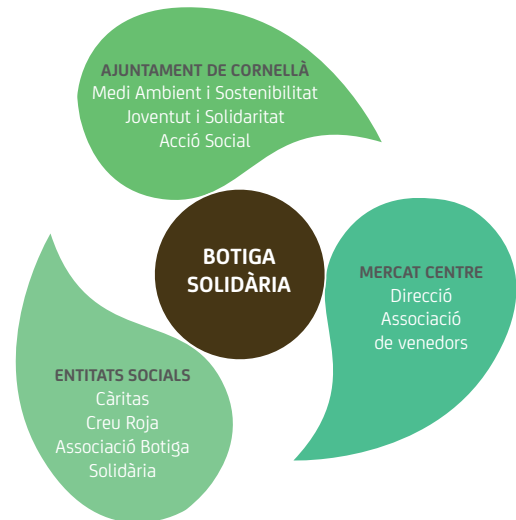 AJUNTAMENT DE CORNELLÀ
Medi Ambient i Sostenibilitat
Joventut i Solidaritat
Acció Social
BOTIGA
SOLIDÀRIA
MERCAT CENTRE
Direcció
Associació
de venedors
ENTITATS SOCIALS
Càritas
Creu Roja
Associació Botiga
Solidària